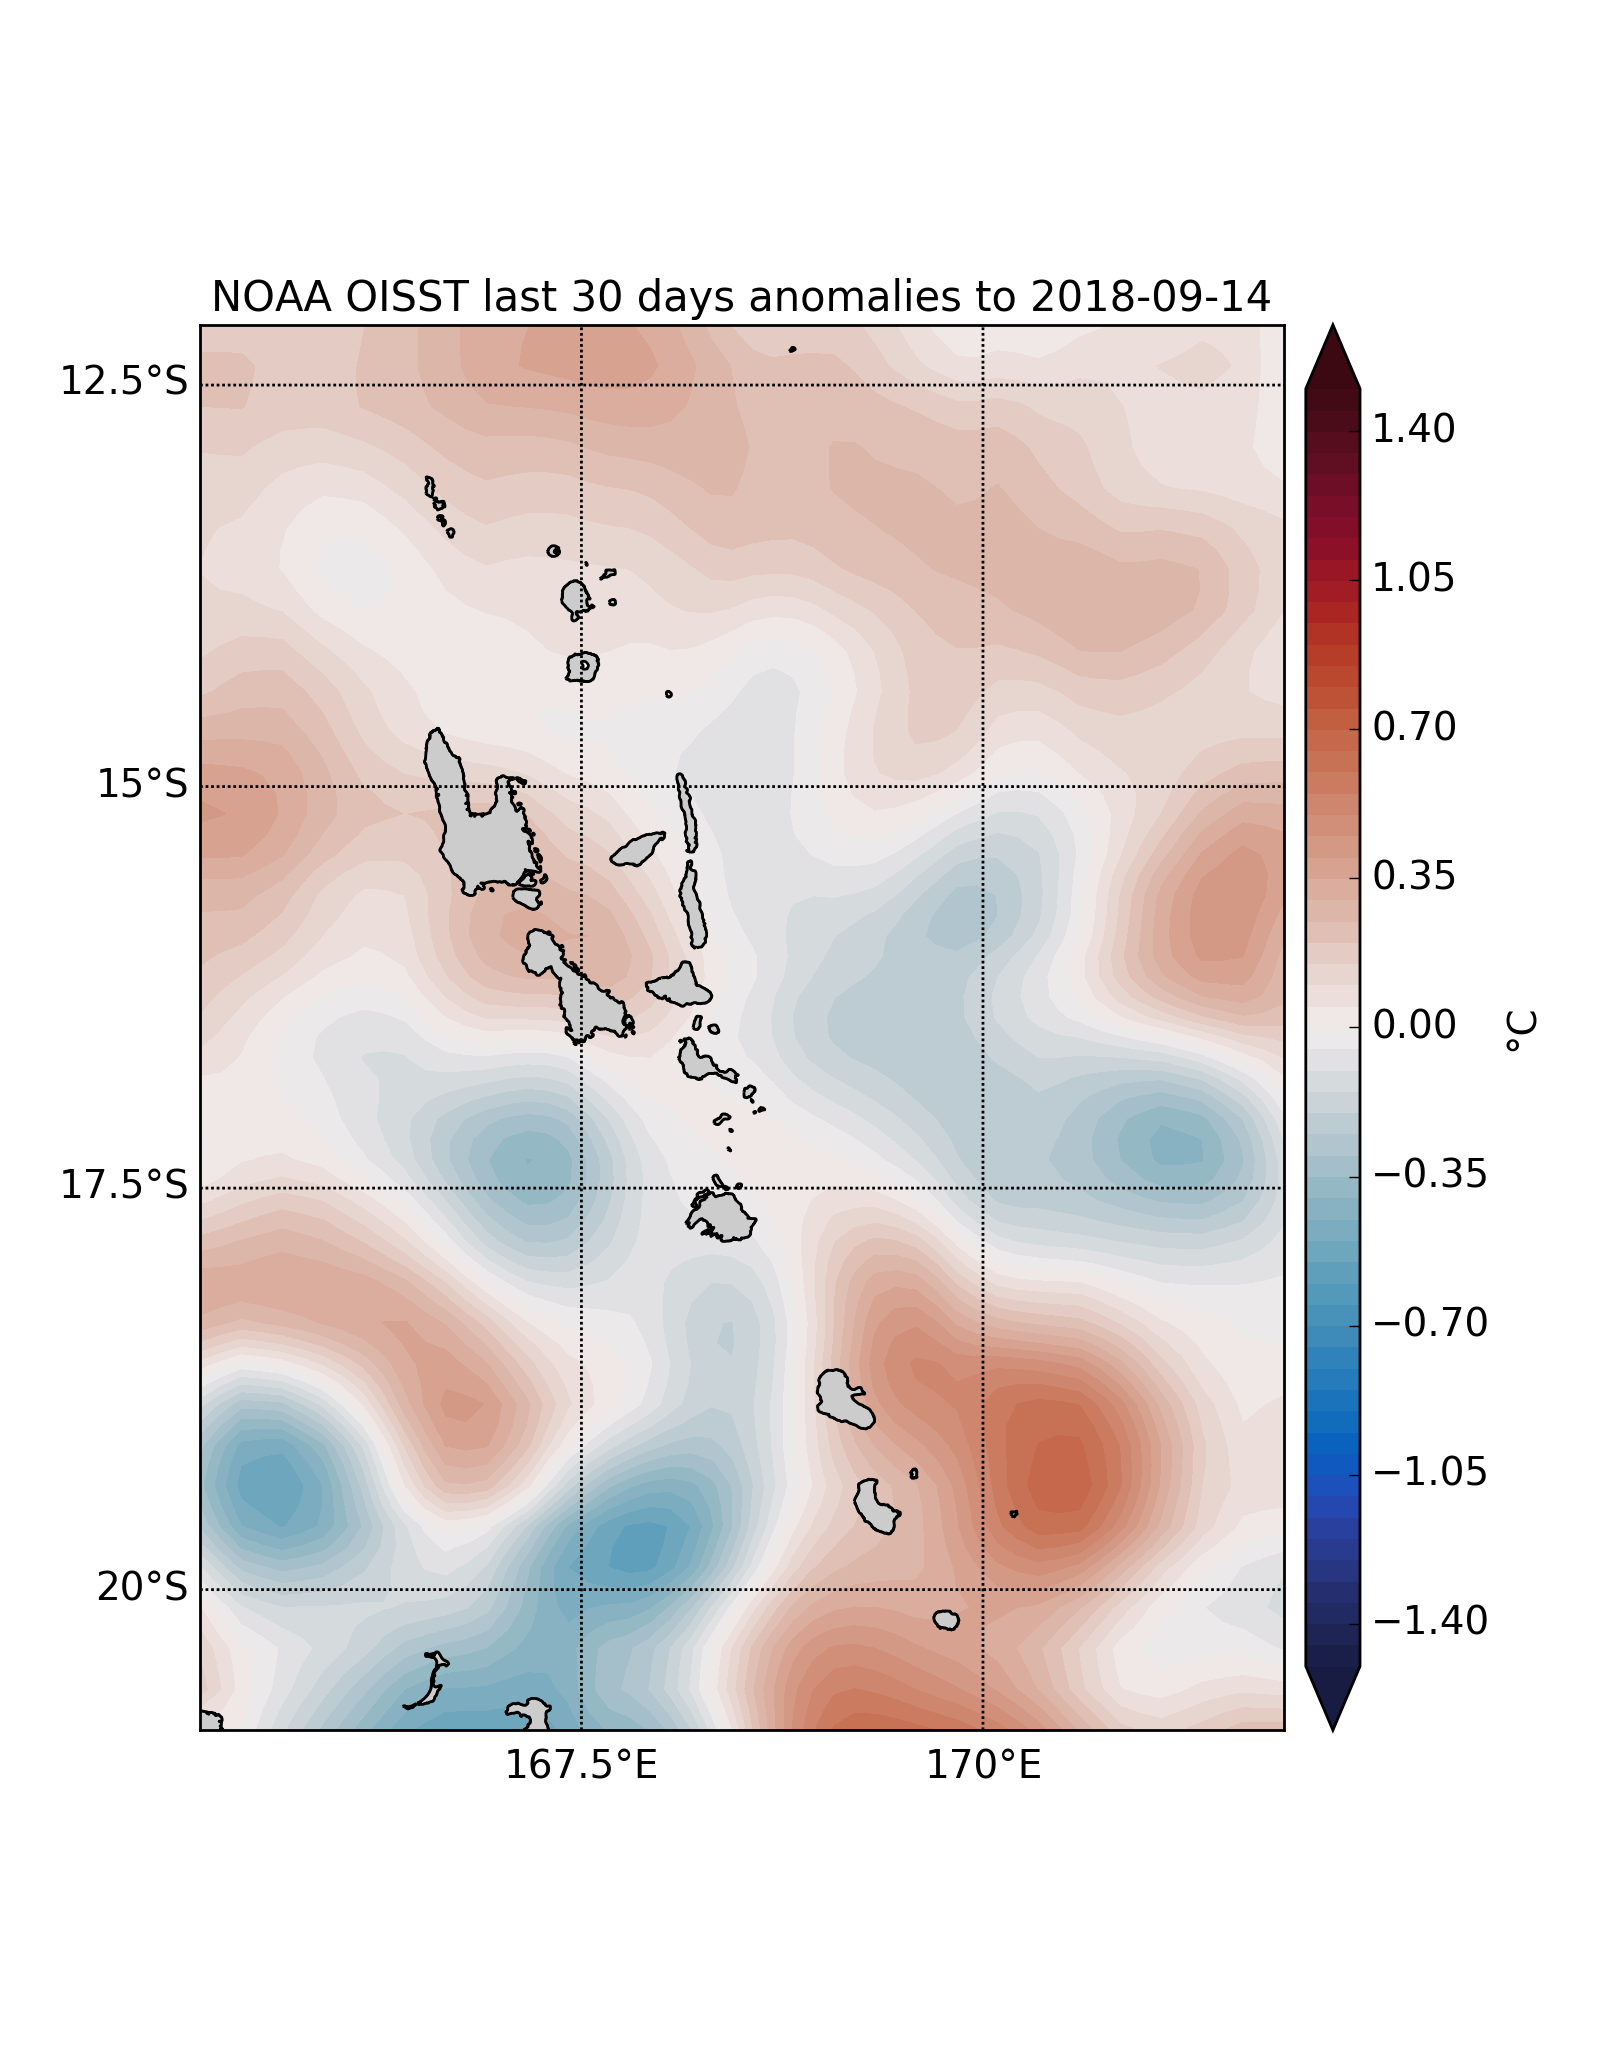 NOAA OISST last 30 days anomalies to 2018-09-14
12.5°S
15°S
17.5°S
20°S
167.5°E
170°E
1.40
1.05
0.70
0.35
0.00
−0.35
−0.70
−1.05
−1.40
°C